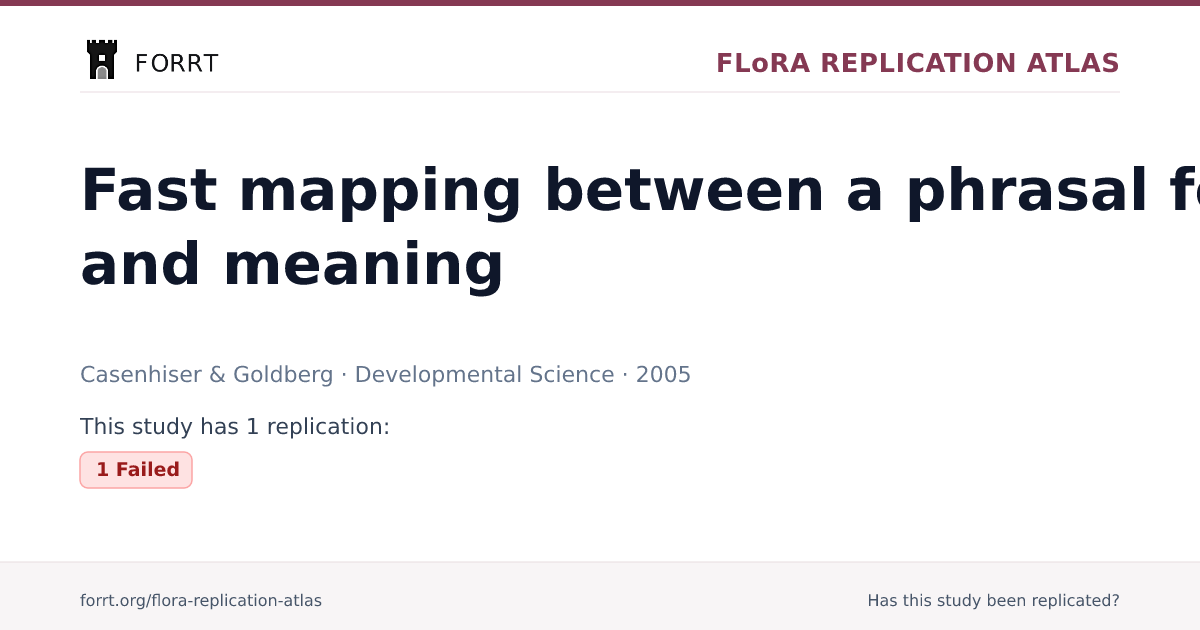 FORRT
FLoRA REPLICATION ATLAS
Fast mapping between a phrasal
and meaning
Casenhiser & Goldberg · Developmental Science · 2005
This study has 1 replication:
1 Failed
forrt.org/flora-replication-atlas
Has this study been replicated?